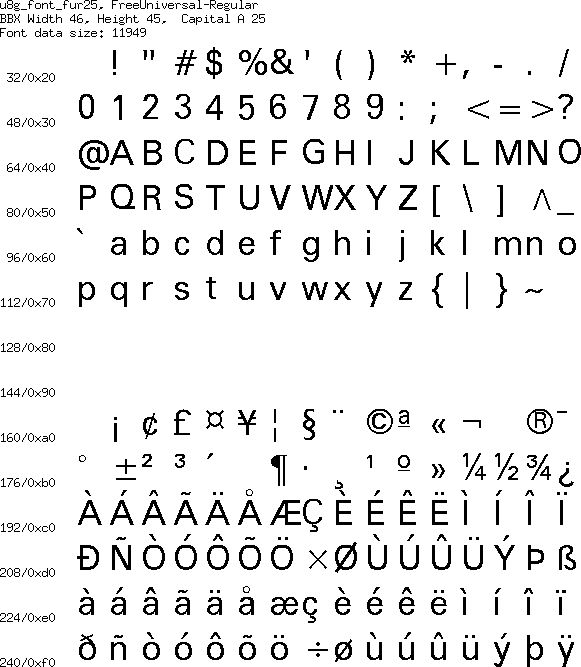 u8g_font_fur25, FreeUniversal-Regular
BBX Width 46, Height 45,  Capital A 25
Font data size: 11949
32/0x20 ! " # $ % & ' ( ) * + , - . /
48/0x30 0 1 2 3 4 5 6 7 8 9 : ; < = > ?
64/0x40 @ A B C D E F G H I J K L M N O
80/0x50 P Q R S T U V W X Y Z [ \ ] ^ _
96/0x60 ` a b c d e f g h i j k l m n o
112/0x70 p q r s t u v w x y z { | } ~
128/0x80
144/0x90
160/0xa0 ¡ ¢ £ ¤ ¥ ¦ § ¨ © ª « ¬ ® ¯
176/0xb0 ° ± ² ³ ´ ¶ · ¸ ¹ º » ¼ ½ ¾ ¿
192/0xc0 À Á Â Ã Ä Å Æ Ç È É Ê Ë Ì Í Î Ï
208/0xd0 Ð Ñ Ò Ó Ô Õ Ö × Ø Ù Ú Û Ü Ý Þ ß
224/0xe0 à á â ã ä å æ ç è é ê ë ì í î ï
240/0xf0 ð ñ ò ó ô õ ö ÷ ø ù ú û ü ý þ ÿ